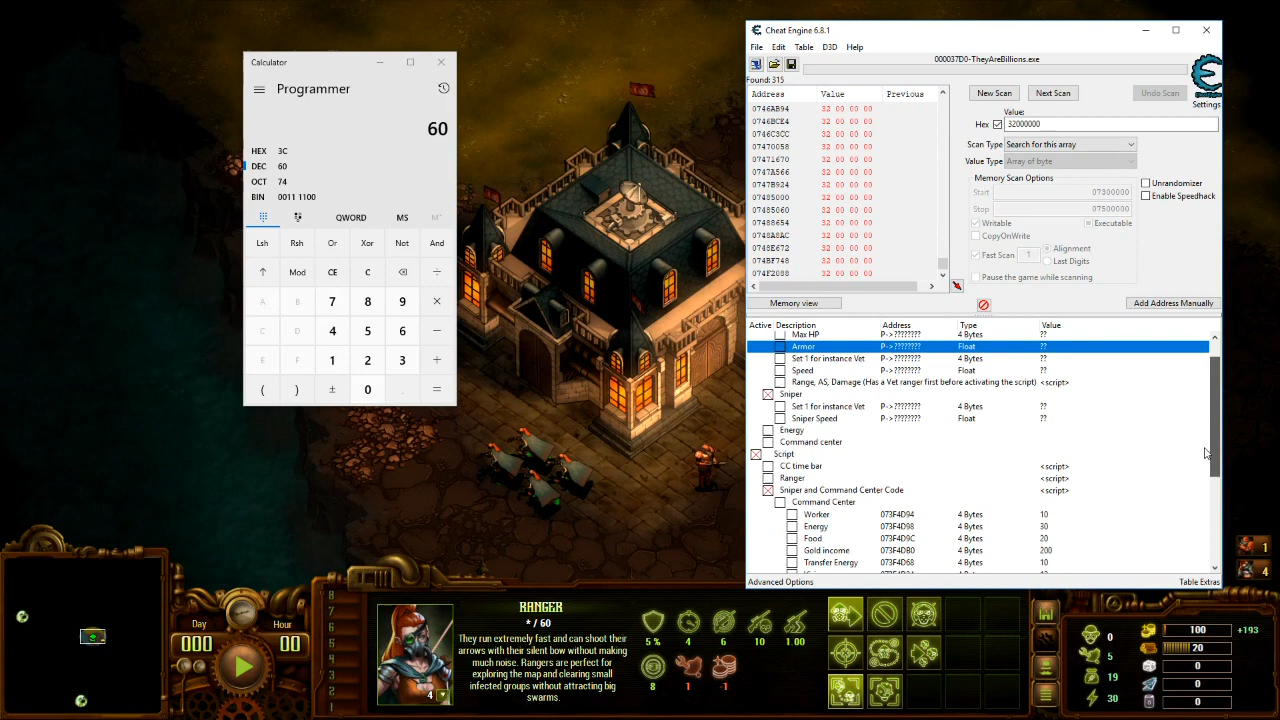 Calculator
Programmer
60
HEX 3C
DEC 60
OCT 74
BIN 0011 1100
QWORD MS M˅
Lsh Rsh Or Xor Not And
↑ Mod CE C ⌫ ÷
A B 7 8 9 ×
C D 4 5 6 −
E F 1 2 3 +
( ) ± 0 . =
Cheat Engine 6.8.1
File Edit Table D3D Help
000037D0-TheyAreBillions.exe
Found: 315
Address Value Previous
0746AB94 32 00 00 00
0746BCE4 32 00 00 00
0746C3CC 32 00 00 00
07470058 32 00 00 00
07471670 32 00 00 00
0747A566 32 00 00 00
0747B924 32 00 00 00
07485000 32 00 00 00
07485060 32 00 00 00
07488654 32 00 00 00
0748A8AC 32 00 00 00
0748E672 32 00 00 00
074BF748 32 00 00 00
074F2088 32 00 00 00
New Scan Next Scan Undo Scan
Settings
Value:
Hex 32000000
Scan Type Search for this array
Value Type Array of byte
Memory Scan Options
Start 07300000
Stop 07500000
Writable Executable
CopyOnWrite
Fast Scan 1 Alignment
Last Digits
Pause the game while scanning
Unrandomizer
Enable Speedhack
Memory view Add Address Manually
Active Description Address Type Value
Max HP P->???????? 4 Bytes ??
Armor P->???????? Float ??
Set 1 for instance Vet P->???????? 4 Bytes ??
Speed P->???????? Float ??
Range, AS, Damage (Has a Vet ranger first before activating the script) <script>
Sniper
Set 1 for instance Vet P->???????? 4 Bytes ??
Sniper Speed P->???????? Float ??
Energy
Command center
Script
CC time bar <script>
Ranger <script>
Sniper and Command Center Code <script>
Command Center
Worker 073F4D94 4 Bytes 10
Energy 073F4D98 4 Bytes 30
Food 073F4D9C 4 Bytes 20
Gold income 073F4DB0 4 Bytes 200
Transfer Energy 073F4D68 4 Bytes 10
Advanced Options Table Extras
1
4
Day Hour
000 00
8
7
6
5
4
3
2
1
RANGER
* / 60
They run extremely fast and can shoot their
arrows with their silent bow without making
much noise. Rangers are perfect for
exploring the map and clearing small
infected groups without attracting big
swarms.
4
5 % 4 6 10 1.00
8 1 -1
0
5
19
30
100 +193
20
0
0
0